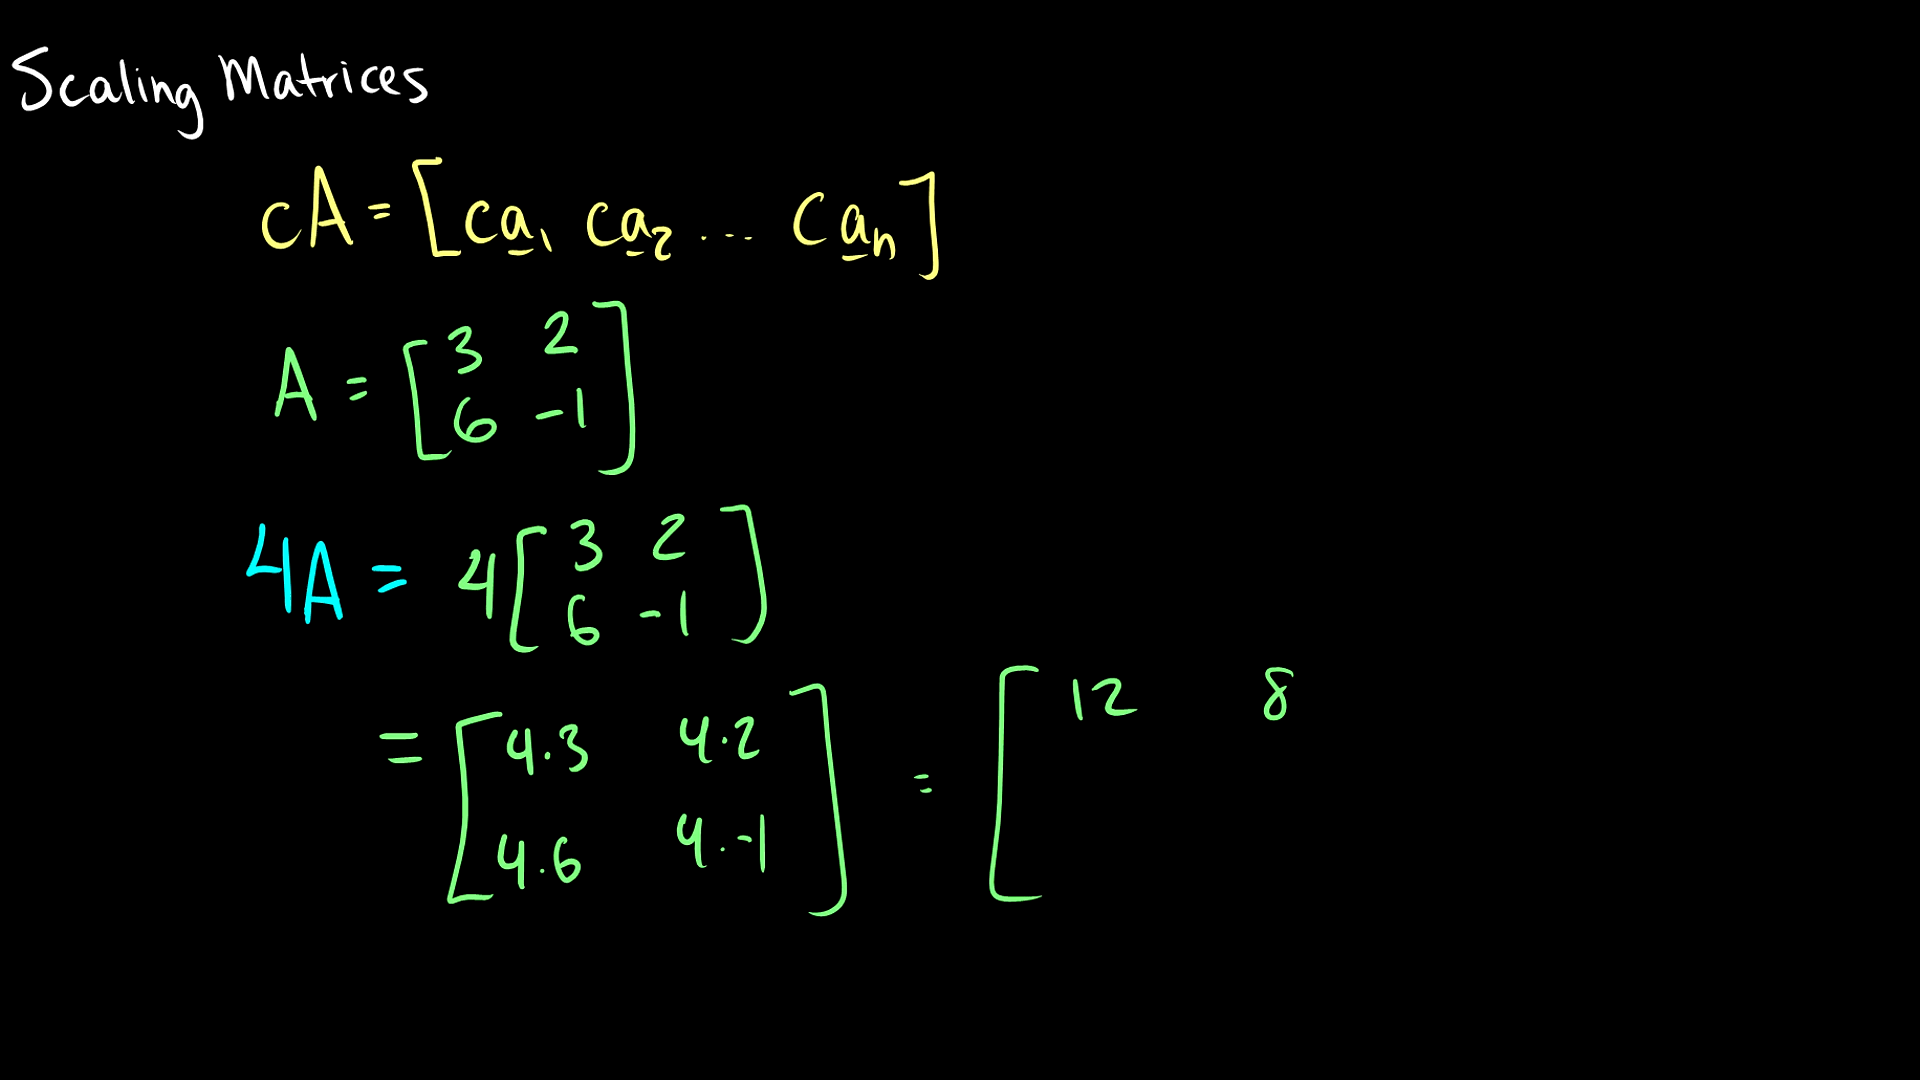 Scaling Matrices
cA = [ca₁ ca₂ ... caₙ]
A = [3 2
6 -1]
4A = 4[3 2
6 -1]
= [4·3 4·2
4·6 4·-1] = [12 8